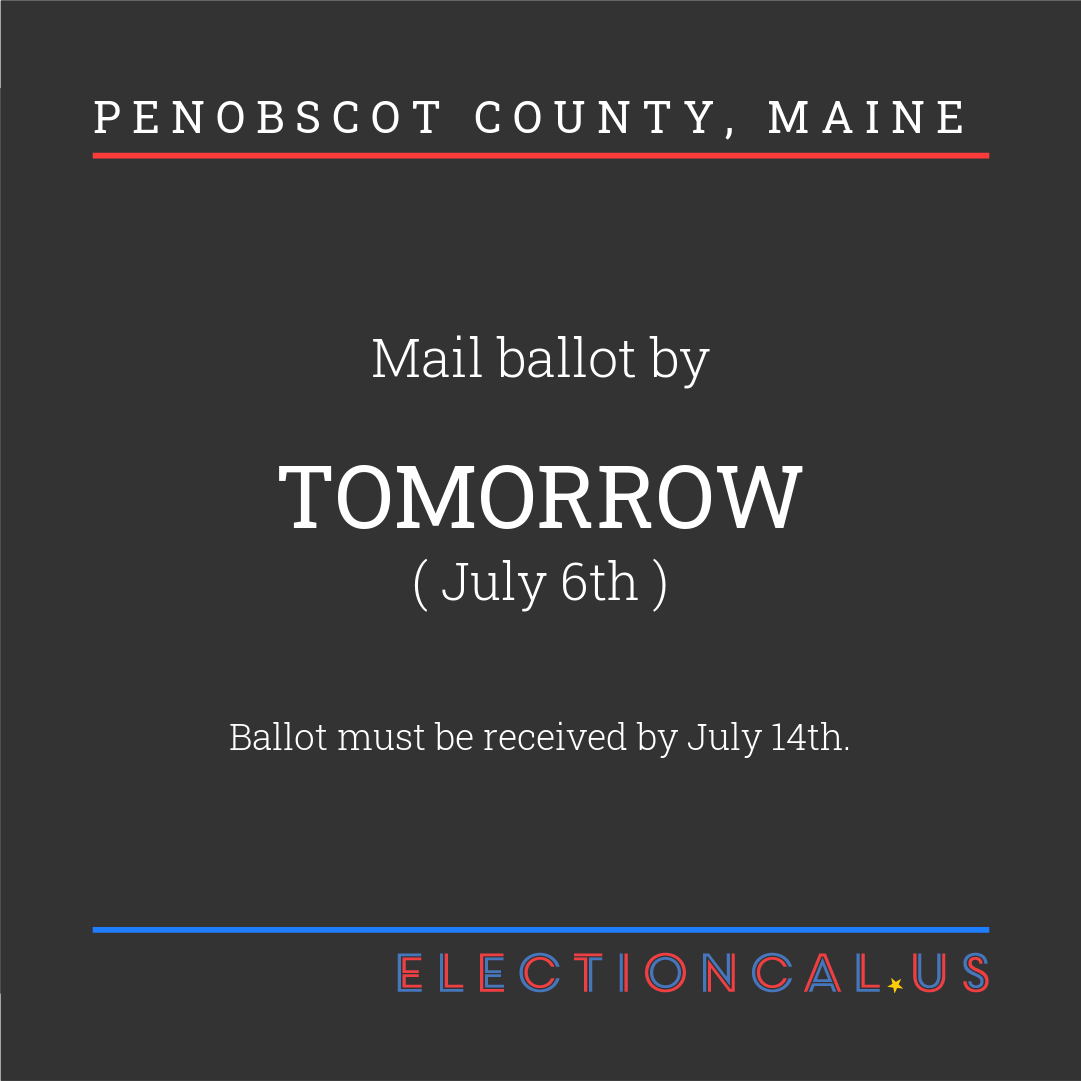 PENOBSCOT COUNTY, MAINE
Mail ballot by
TOMORROW
( July 6th )
Ballot must be received by July 14th.
ELECTIONCAL.US